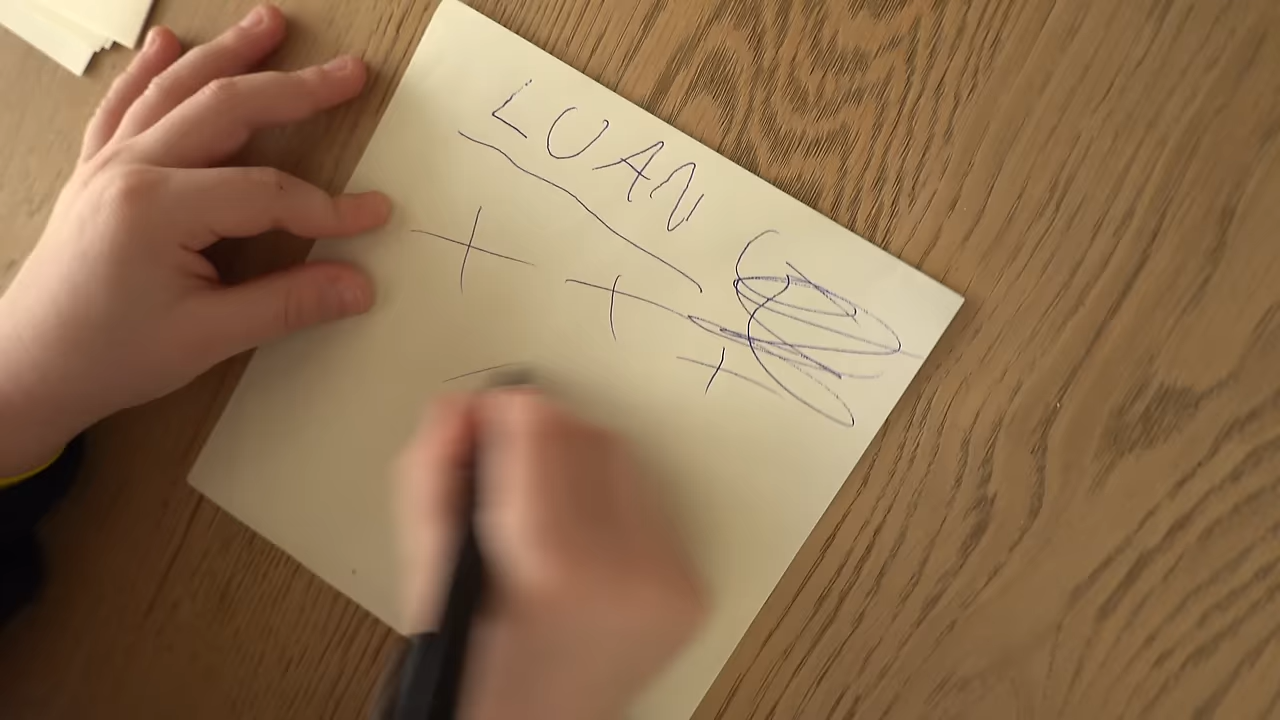 LUAN
+ + +